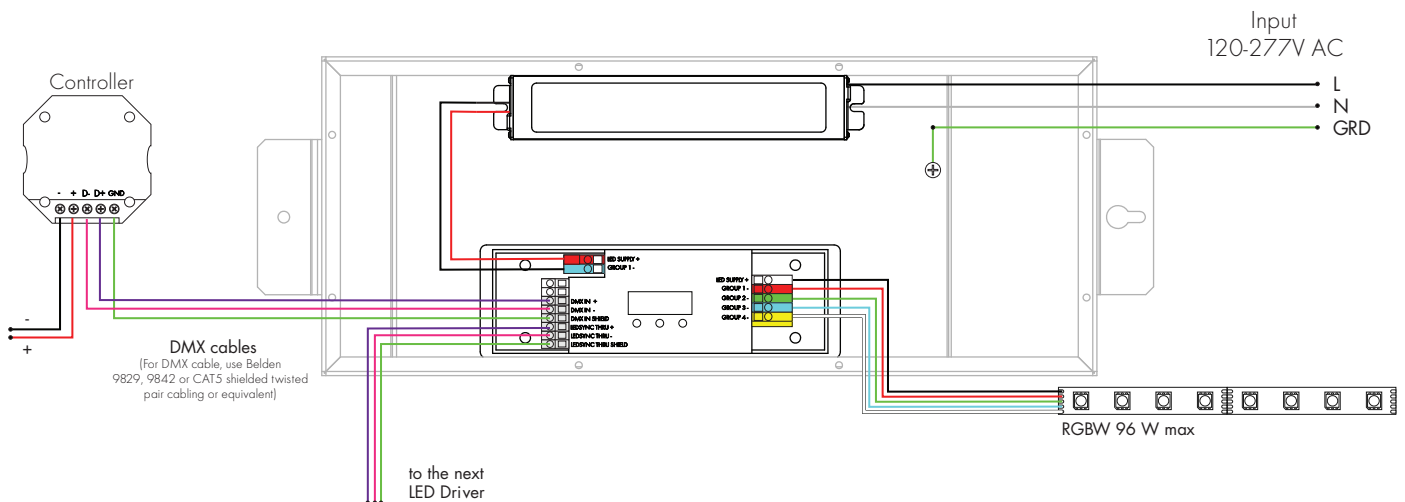 Input
120-277V AC
L
N
GRD
Controller
- + D- D+ GND
-
+
DMX cables
(For DMX cable, use Belden
9829, 9842 or CAT5 shielded twisted
pair cabling or equivalent)
LED SUPPLY +
GROUP 1 -
DMX IN +
DMX IN -
DMX IN SHIELD
LEDSYNC THRU +
LEDSYNC THRU -
LEDSYNC THRU SHIELD
LED SUPPLY +
GROUP 1 -
GROUP 2 -
GROUP 3 -
GROUP 4 -
RGBW 96 W max
to the next
LED Driver